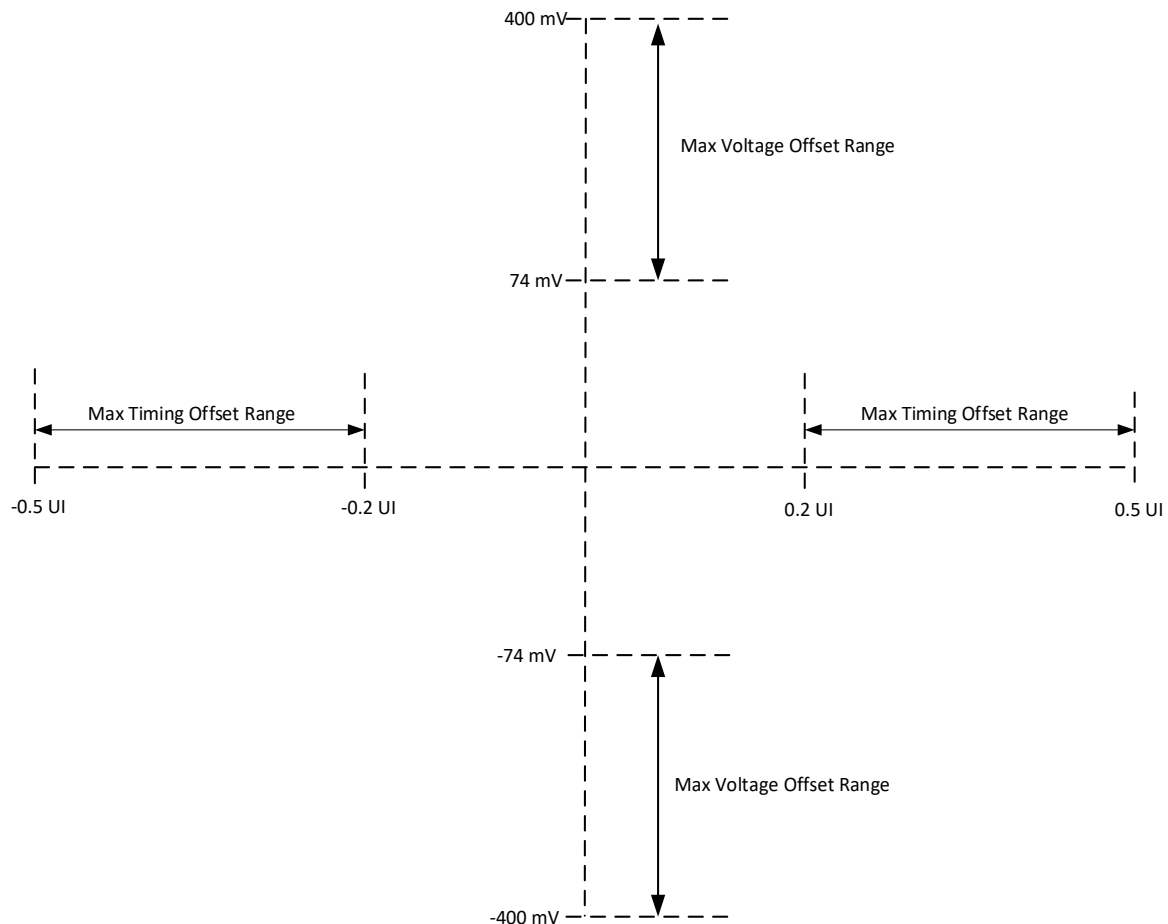 400 mV
Max Voltage Offset Range
74 mV
Max Timing Offset Range
Max Timing Offset Range
-0.5 UI
-0.2 UI
0.2 UI
0.5 UI
-74 mV
Max Voltage Offset Range
-400 mV